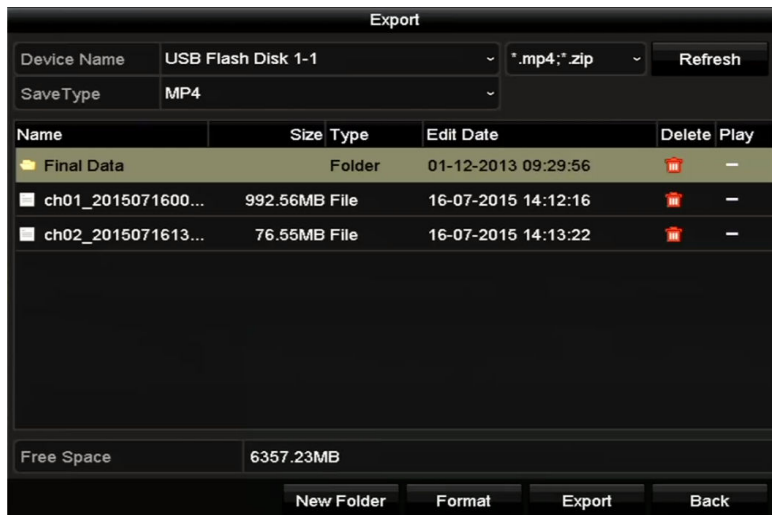 Export
Device Name USB Flash Disk 1-1 *.mp4;*.zip Refresh
SaveType MP4
Name Size Type Edit Date Delete Play
Final Data Folder 01-12-2013 09:29:56
ch01_2015071600... 992.56MB File 16-07-2015 14:12:16
ch02_2015071613... 76.55MB File 16-07-2015 14:13:22
Free Space 6357.23MB
New Folder Format Export Back